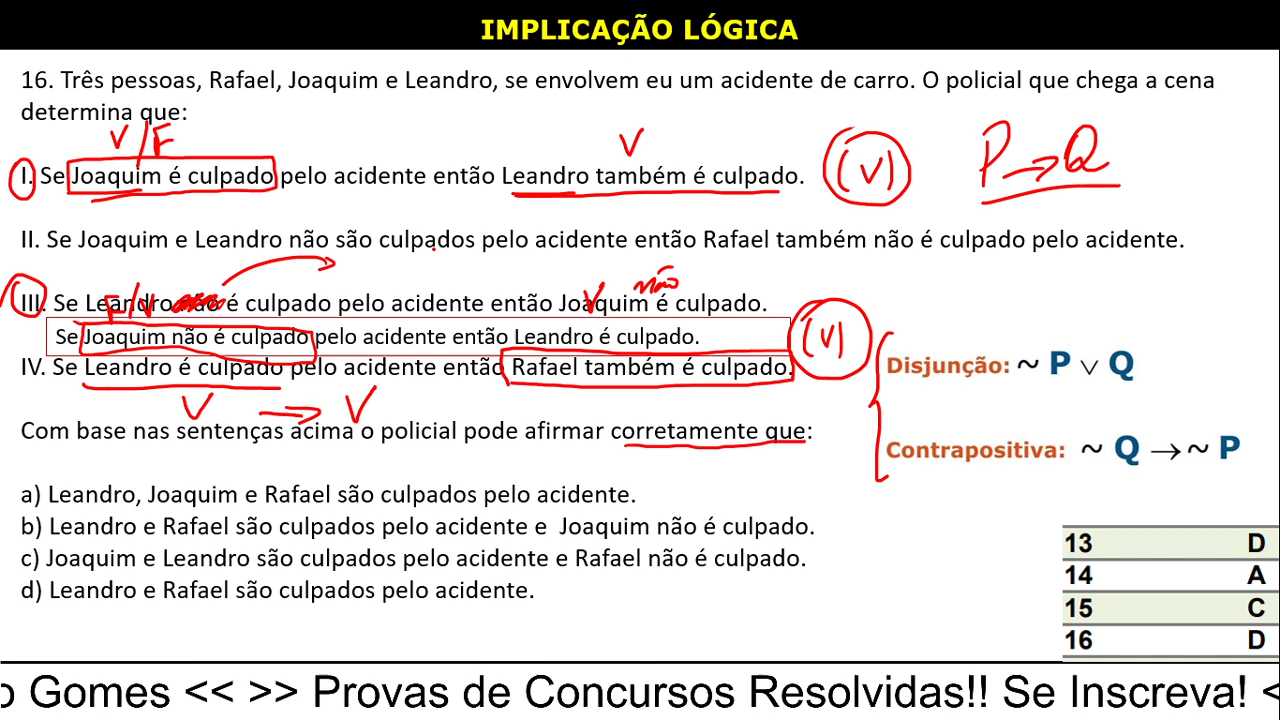 IMPLICAÇÃO LÓGICA
16. Três pessoas, Rafael, Joaquim e Leandro, se envolvem eu um acidente de carro. O policial que chega a cena
determina que:
V/F V
I. Se Joaquim é culpado pelo acidente então Leandro também é culpado. (V) P→Q
II. Se Joaquim e Leandro não são culpados pelo acidente então Rafael também não é culpado pelo acidente.
não
III. Se Leandro não é culpado pelo acidente então Joaquim é culpado.
F/V V
Se Joaquim não é culpado pelo acidente então Leandro é culpado. (V)
IV. Se Leandro é culpado pelo acidente então Rafael também é culpado.
Disjunção: ~ P ∨ Q
V → V
Com base nas sentenças acima o policial pode afirmar corretamente que:
Contrapositiva: ~ Q → ~ P
a) Leandro, Joaquim e Rafael são culpados pelo acidente.
b) Leandro e Rafael são culpados pelo acidente e Joaquim não é culpado.
c) Joaquim e Leandro são culpados pelo acidente e Rafael não é culpado.
d) Leandro e Rafael são culpados pelo acidente.
13 D
14 A
15 C
16 D
o Gomes << >> Provas de Concursos Resolvidas!! Se Inscreva! <